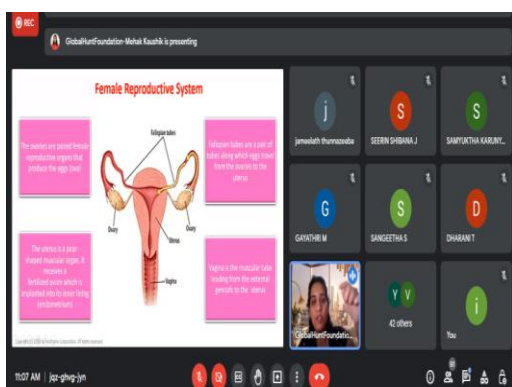 REC
GlobalHuntFoundation-Mehak Kaushik is presenting
Female Reproductive System
The ovaries are paired female
reproductive organs that
produce the eggs (ova)
Fallopian tubes
Fallopian tubes are a pair of
tubes along which eggs travel
from the ovaries to the
uterus
Ovary
Ovary
Uterus
The uterus is a pear-
shaped muscular organ. It
receives a
fertilized ovum which is
implanted into its inner lining
(endometrium)
Vagina
Vagina is the muscular tube
leading from the external
genitals to the uterus
j
jameelath thunnazeeba
S
SEERIN SHIBANA J
S
SAMYUKTHA KARUNY...
G
GAYATHRI M
S
SANGEETHA S
D
DHARANI T
GlobalHuntFoundatio...
Y V
42 others
i
You
11:07 AM | jqz-ghvg-jyn